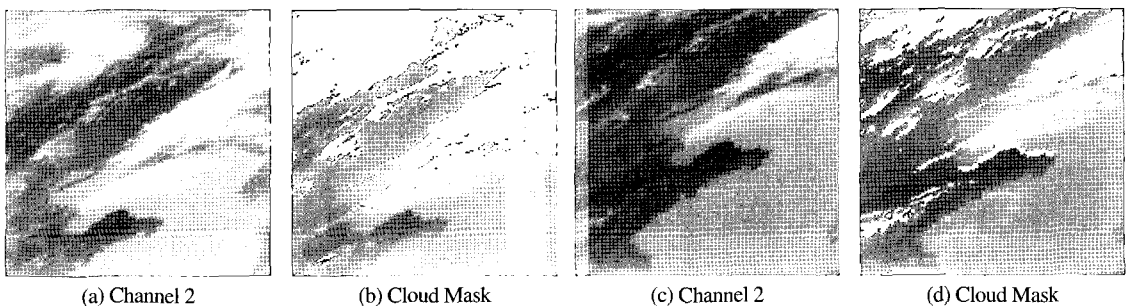 (a) Channel 2
(b) Cloud Mask
(c) Channel 2
(d) Cloud Mask